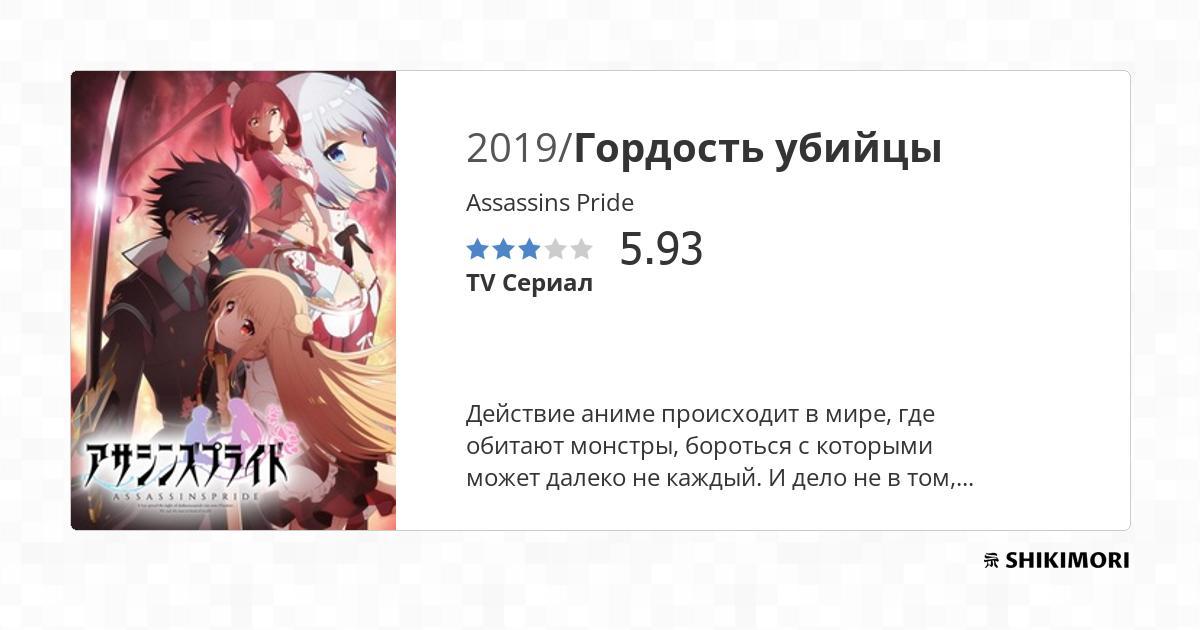 2019/Гордость убийцы
Assassins Pride
5.93
TV Сериал
Действие аниме происходит в мире, где
обитают монстры, бороться с которыми
может далеко не каждый. И дело не в том,...
アサシンズプライド
ASSASSINSPRIDE
SHIKIMORI